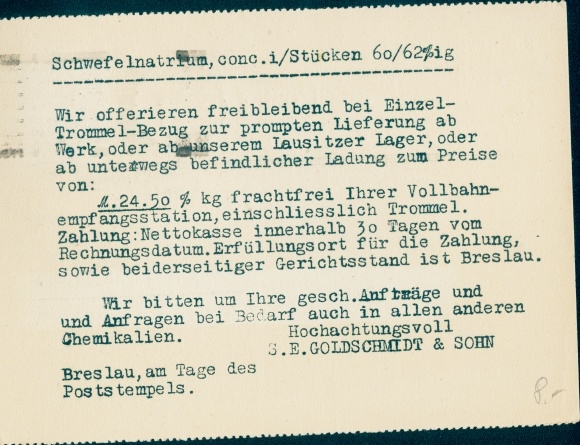 Schwefelnatrium,conc.i/Stücken 60/62%ig
Wir offerieren freibleibend bei Einzel-
Trommel-Bezug zur prompten Lieferung ab
Werk,oder ab unserem Lausitzer Lager,oder
ab unterwegs befindlicher Ladung zum Preise
von:
M.24.50 % kg frachtfrei Ihrer Vollbahn-
empfangsstation,einschliesslich Trommel.
Zahlung:Nettokasse innerhalb 30 Tagen vom
Rechnungsdatum.Erfüllungsort für die Zahlung,
sowie beiderseitiger Gerichtsstand ist Breslau.
Wir bitten um Ihre gesch.Aufträge und
und Anfragen bei Bedarf auch in allen anderen
Chemikalien.
Hochachtungsvoll
S.E.GOLDSCHMIDT & SOHN
Breslau,am Tage des
Poststempels.
8.-